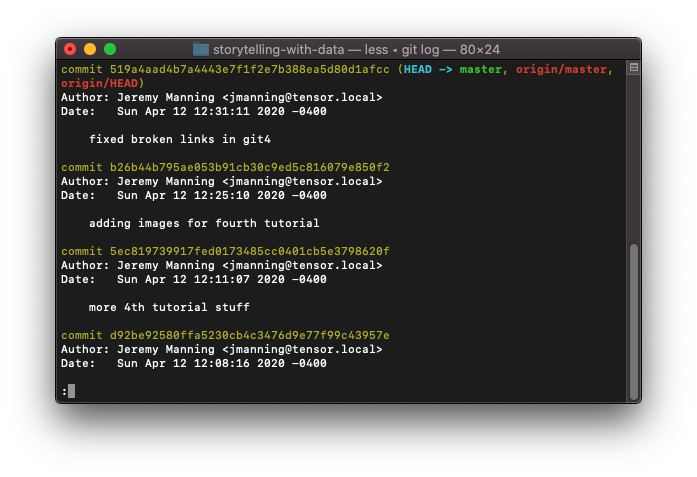 storytelling-with-data — less ◂ git log — 80×24
commit 519a4aad4b7a4443e7f1f2e7b388ea5d80d1afcc (HEAD -> master, origin/master,
origin/HEAD)
Author: Jeremy Manning <jmanning@tensor.local>
Date:   Sun Apr 12 12:31:11 2020 -0400
    fixed broken links in git4
commit b26b44b795ae053b91cb30c9ed5c816079e850f2
Author: Jeremy Manning <jmanning@tensor.local>
Date:   Sun Apr 12 12:25:10 2020 -0400
    adding images for fourth tutorial
commit 5ec819739917fed0173485cc0401cb5e3798620f
Author: Jeremy Manning <jmanning@tensor.local>
Date:   Sun Apr 12 12:11:07 2020 -0400
    more 4th tutorial stuff
commit d92be92580ffa5230cb4c3476d9e77f99c43957e
Author: Jeremy Manning <jmanning@tensor.local>
Date:   Sun Apr 12 12:08:16 2020 -0400
: